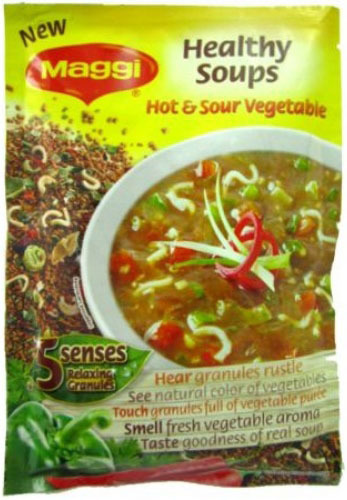 New
Maggi
Healthy
Soups
Hot & Sour Vegetable
5 senses
Relaxing
Granules
Hear granules rustle
See natural color of vegetables
Touch granules full of vegetable puree
Smell fresh vegetable aroma
Taste goodness of real soup